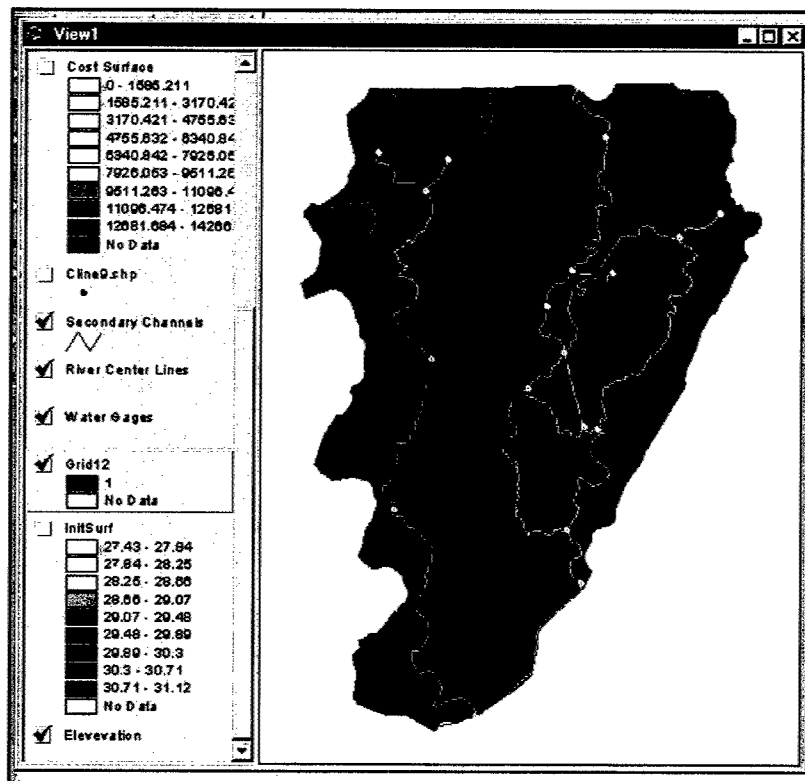 View1
Cost Surface
0 - 1585.211
1585.211 - 3170.42
3170.421 - 4755.63
4755.632 - 6340.84
6340.842 - 7926.05
7926.053 - 9511.26
9511.263 - 11096.4
11096.474 - 12681
12681.684 - 14266
No Data
Cline9.shp
Secondary Channels
River Center Lines
Water Gages
Grid12
1
No Data
InitSurf
27.43 - 27.84
27.84 - 28.25
28.25 - 28.66
28.66 - 29.07
29.07 - 29.48
29.48 - 29.89
29.89 - 30.3
30.3 - 30.71
30.71 - 31.12
No Data
Elevevation